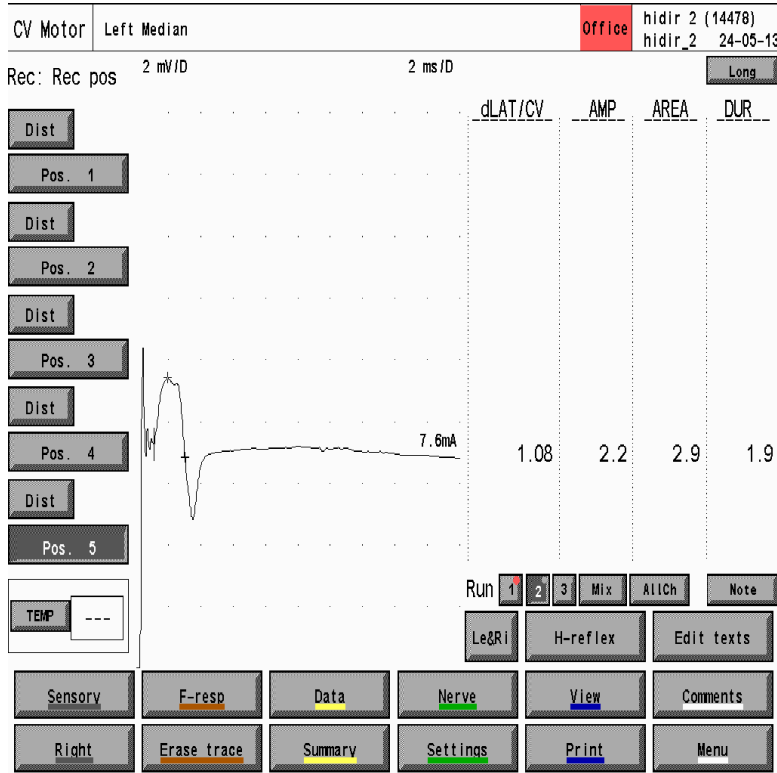 CV Motor Left Median Office hidir 2 (14478)
hidir_2 24-05-13
Rec: Rec pos 2 mV/D 2 ms/D Long
dLAT/CV AMP AREA DUR
Dist
Pos. 1
Dist
Pos. 2
Dist
Pos. 3
Dist
Pos. 4 7.6mA 1.08 2.2 2.9 1.9
Dist
Pos. 5
Run 1 2 3 Mix AllCh Note
TEMP ---
Le&Ri H-reflex Edit texts
Sensory F-resp Data Nerve View Comments
Right Erase trace Summary Settings Print Menu